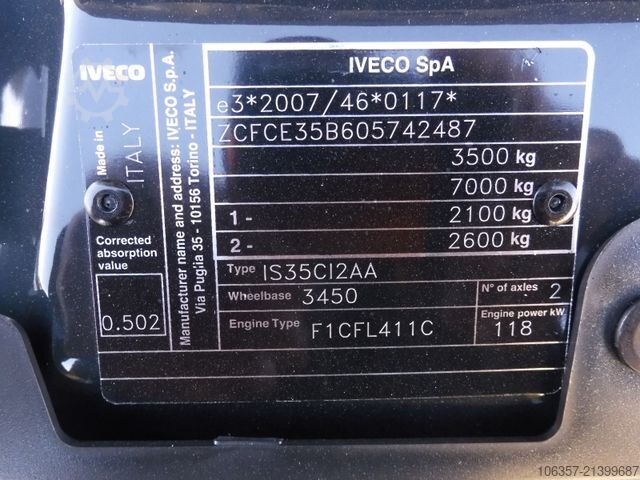 IVECO
IVECO SpA
e3*2007/46*0117*
ZCFCE35B605742487
3500 kg
7000 kg
1 - 2100 kg
2 - 2600 kg
Type IS35CI2AA
Wheelbase 3450
N° of axles 2
Engine Type F1CFL411C
Engine power kW 118
Made in ITALY
Corrected absorption value
0.502
Manufacturer name and address: IVECO S.p.A.
Via Puglia 35 - 10156 Torino - ITALY
106357-21399687